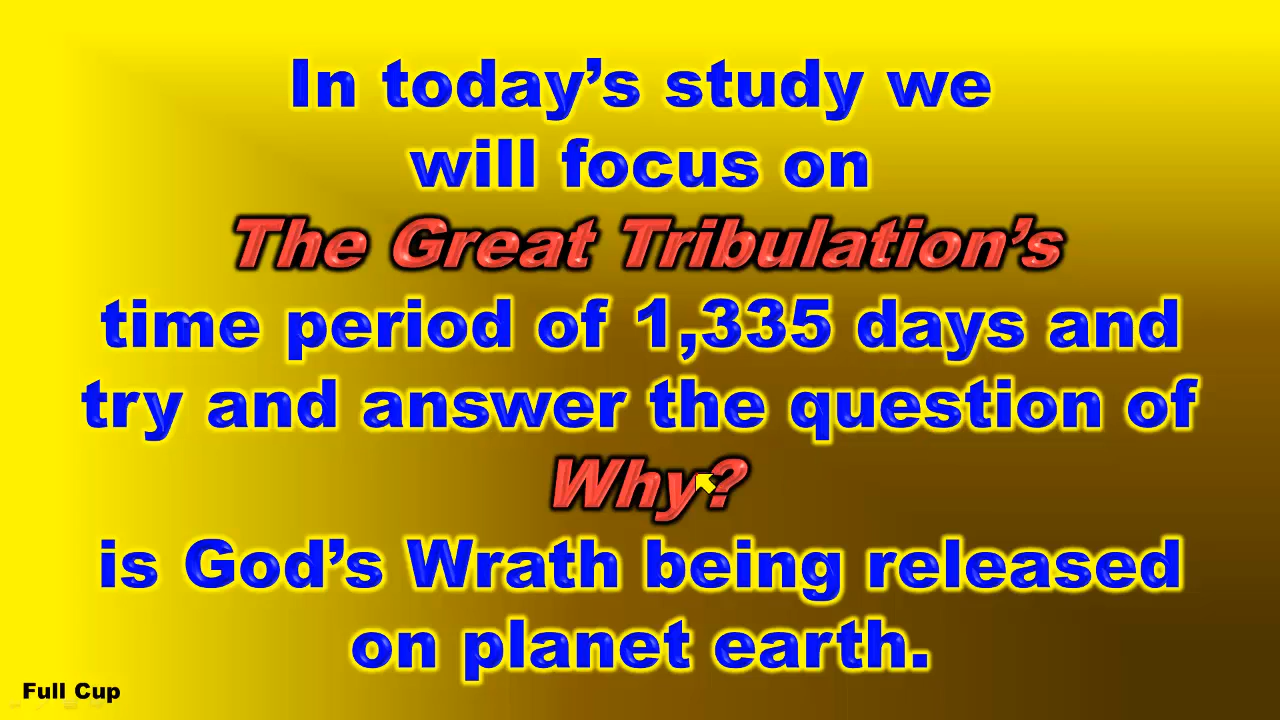 In today’s study we
will focus on
The Great Tribulation’s
time period of 1,335 days and
try and answer the question of
Why?
is God’s Wrath being released
on planet earth.
Full Cup